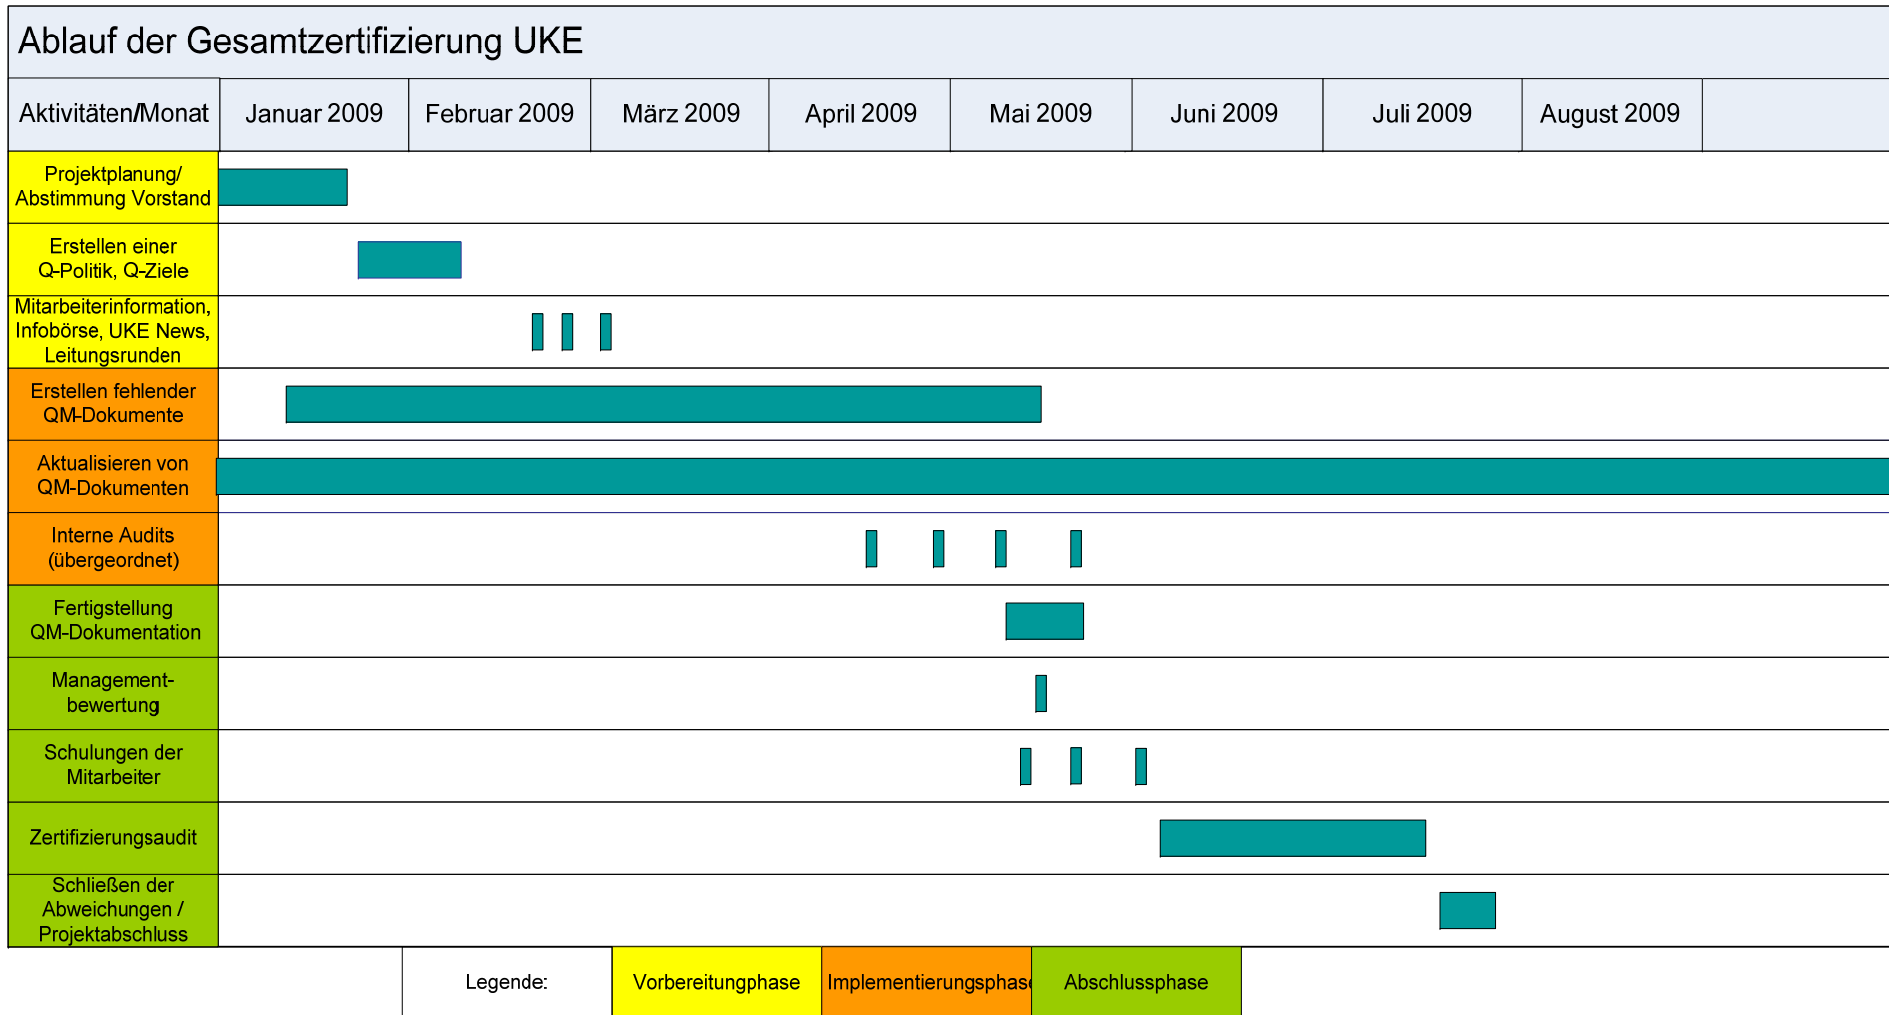 Ablauf der Gesamtzertifizierung UKE
Aktivitäten/Monat Januar 2009 Februar 2009 März 2009 April 2009 Mai 2009 Juni 2009 Juli 2009 August 2009
Projektplanung/
Abstimmung Vorstand
Erstellen einer
Q-Politik, Q-Ziele
Mitarbeiterinformation,
Infobörse, UKE News,
Leitungsrunden
Erstellen fehlender
QM-Dokumente
Aktualisieren von
QM-Dokumenten
Interne Audits
(übergeordnet)
Fertigstellung
QM-Dokumentation
Management-
bewertung
Schulungen der
Mitarbeiter
Zertifizierungsaudit
Schließen der
Abweichungen /
Projektabschluss
Legende: Vorbereitungphase Implementierungsphase Abschlussphase